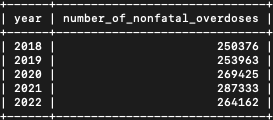 | year | number_of_nonfatal_overdoses |
| 2018 | 250376 |
| 2019 | 253963 |
| 2020 | 269425 |
| 2021 | 287333 |
| 2022 | 264162 |